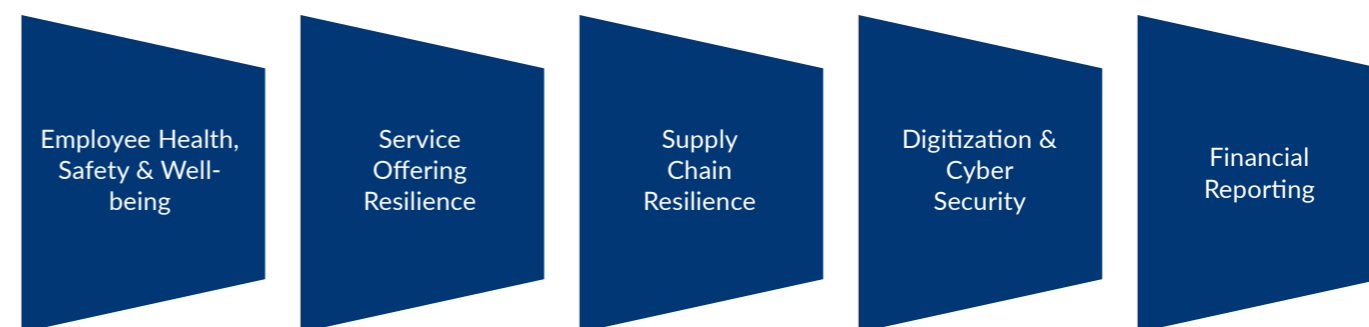 Employee Health,
Safety & Well-
being
Service
Offering
Resilience
Supply
Chain
Resilience
Digitization &
Cyber
Security
Financial
Reporting